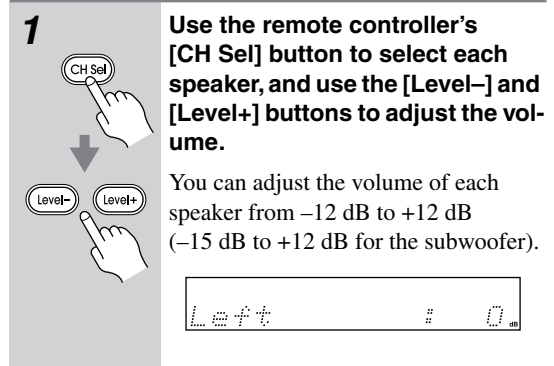 1
CH Sel
Level– Level+
Use the remote controller's
[CH Sel] button to select each
speaker, and use the [Level–] and
[Level+] buttons to adjust the vol-
ume.
You can adjust the volume of each
speaker from –12 dB to +12 dB
(–15 dB to +12 dB for the subwoofer).
Left : 0 dB